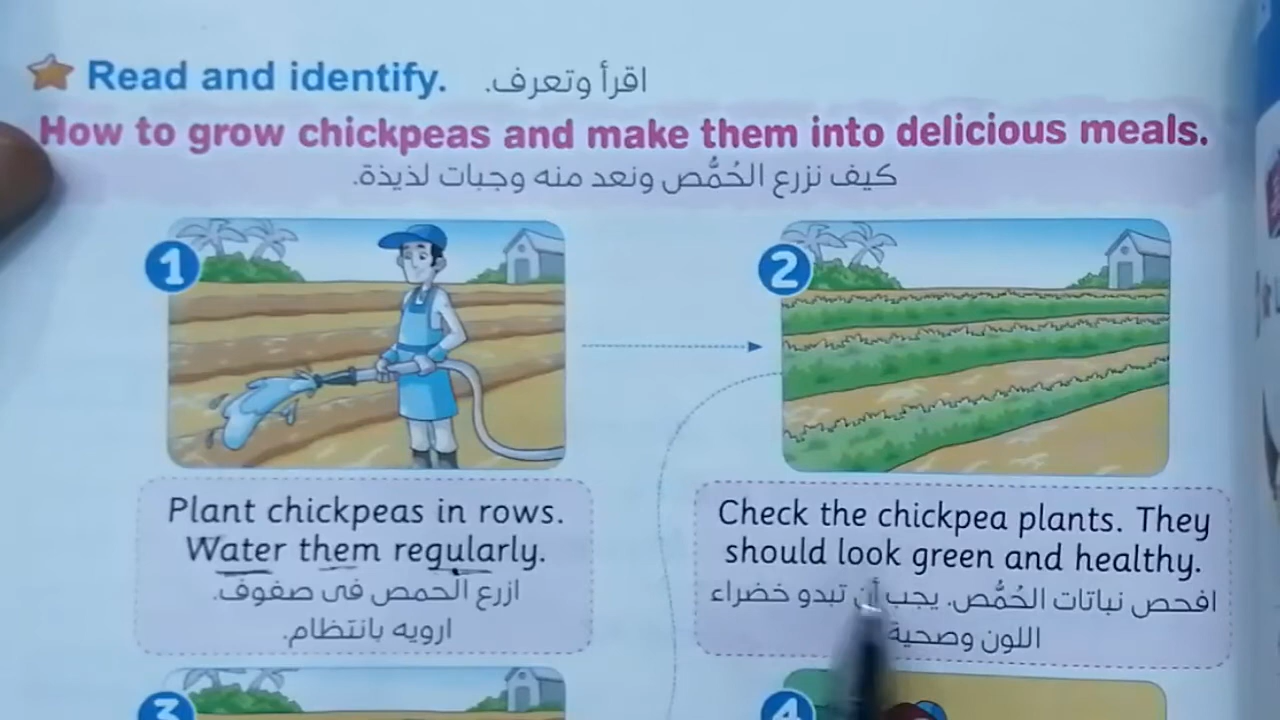 Read and identify. اقرأ وتعرف.
How to grow chickpeas and make them into delicious meals.
كيف نزرع الحُمُّص ونعد منه وجبات لذيذة.
1
Plant chickpeas in rows.
Water them regularly.
ازرع الحمص فى صفوف.
ارويه بانتظام.
2
Check the chickpea plants. They
should look green and healthy.
افحص نباتات الحُمُّص. يجب أن تبدو خضراء
اللون وصحية
3
4